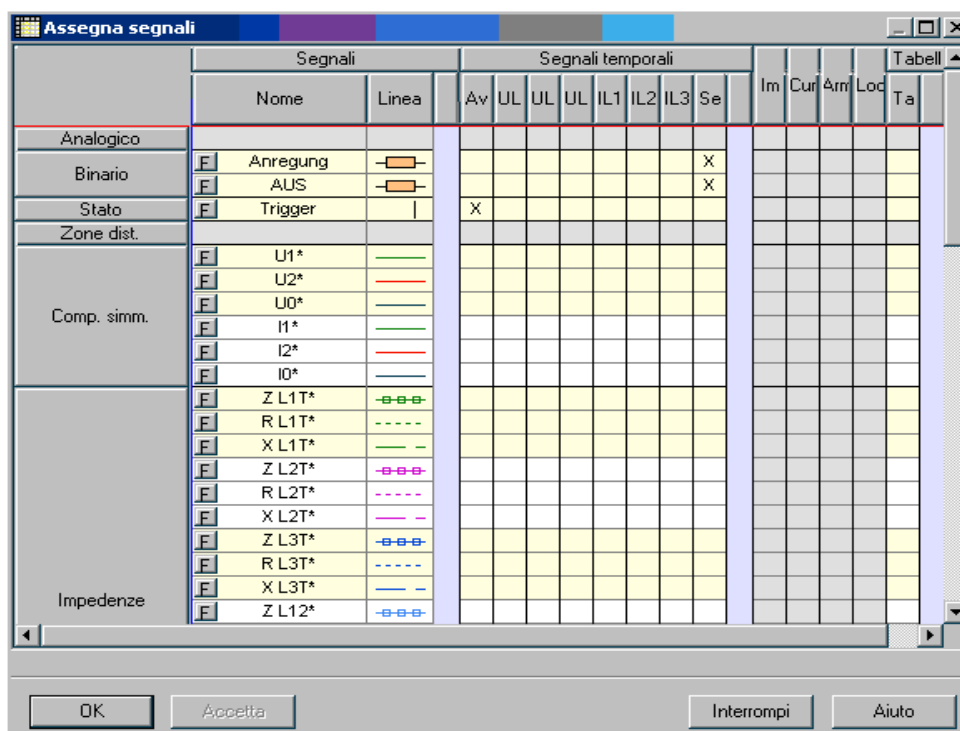 Assegna segnali
Segnali Segnali temporali Tabell
Nome Linea Av UL UL UL IL1 IL2 IL3 Se Im Cur Arm Loc Ta
Analogico
Binario
F Anregung X
F AUS X
Stato F Trigger X
Zone dist.
Comp. simm.
F U1*
F U2*
F U0*
F I1*
F I2*
F I0*
Impedenze
F Z L1T*
F R L1T*
F X L1T*
F Z L2T*
F R L2T*
F X L2T*
F Z L3T*
F R L3T*
F X L3T*
F Z L12*
OK Accetta Interrompi Aiuto